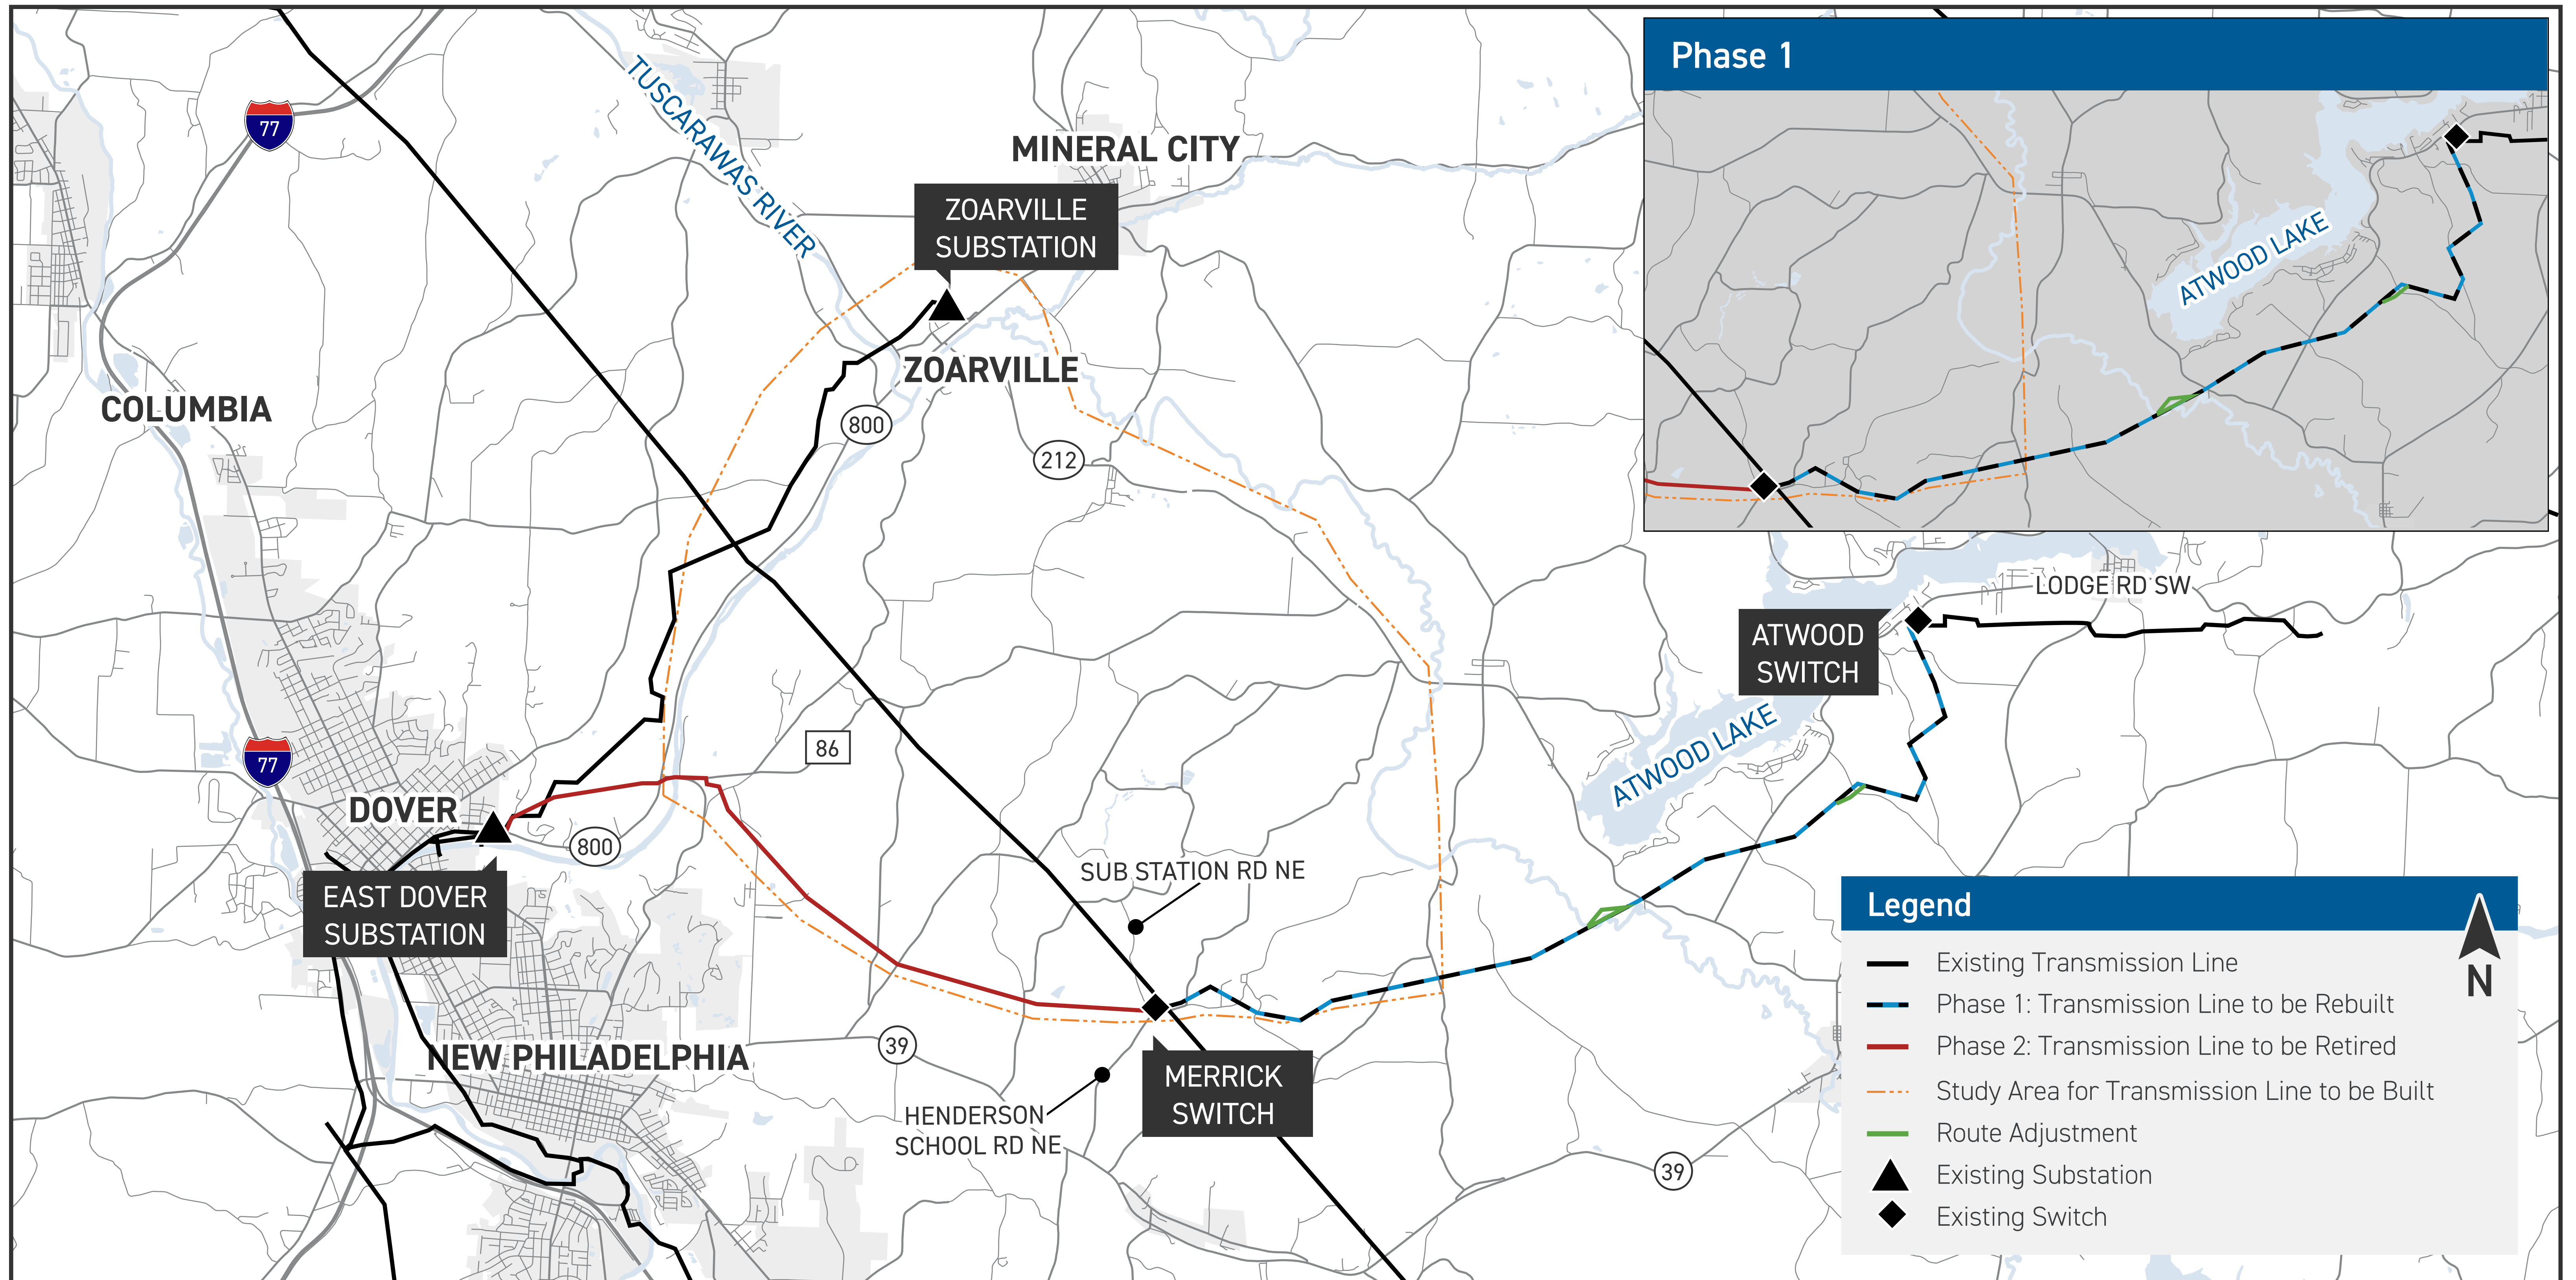 Phase 1
ATWOOD LAKE
77
TUSCARAWAS RIVER
MINERAL CITY
ZOARVILLE
SUBSTATION
ZOARVILLE
COLUMBIA
800
212
LODGE RD SW
ATWOOD
SWITCH
ATWOOD LAKE
77
86
DOVER
800
EAST DOVER
SUBSTATION
SUB STATION RD NE
NEW PHILADELPHIA
39
MERRICK
SWITCH
HENDERSON
SCHOOL RD NE
39
Legend
N
Existing Transmission Line
Phase 1: Transmission Line to be Rebuilt
Phase 2: Transmission Line to be Retired
Study Area for Transmission Line to be Built
Route Adjustment
Existing Substation
Existing Switch